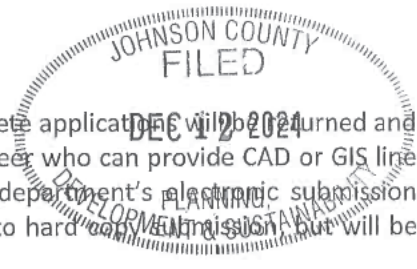 JOHNSON COUNTY
FILED
DEC 12 2024
PLANNING,
DEVELOPMENT & SUSTAINABILITY
ete applications will be returned and
eer who can provide CAD or GIS line
department's electronic submission
to hard copy submission, but will be